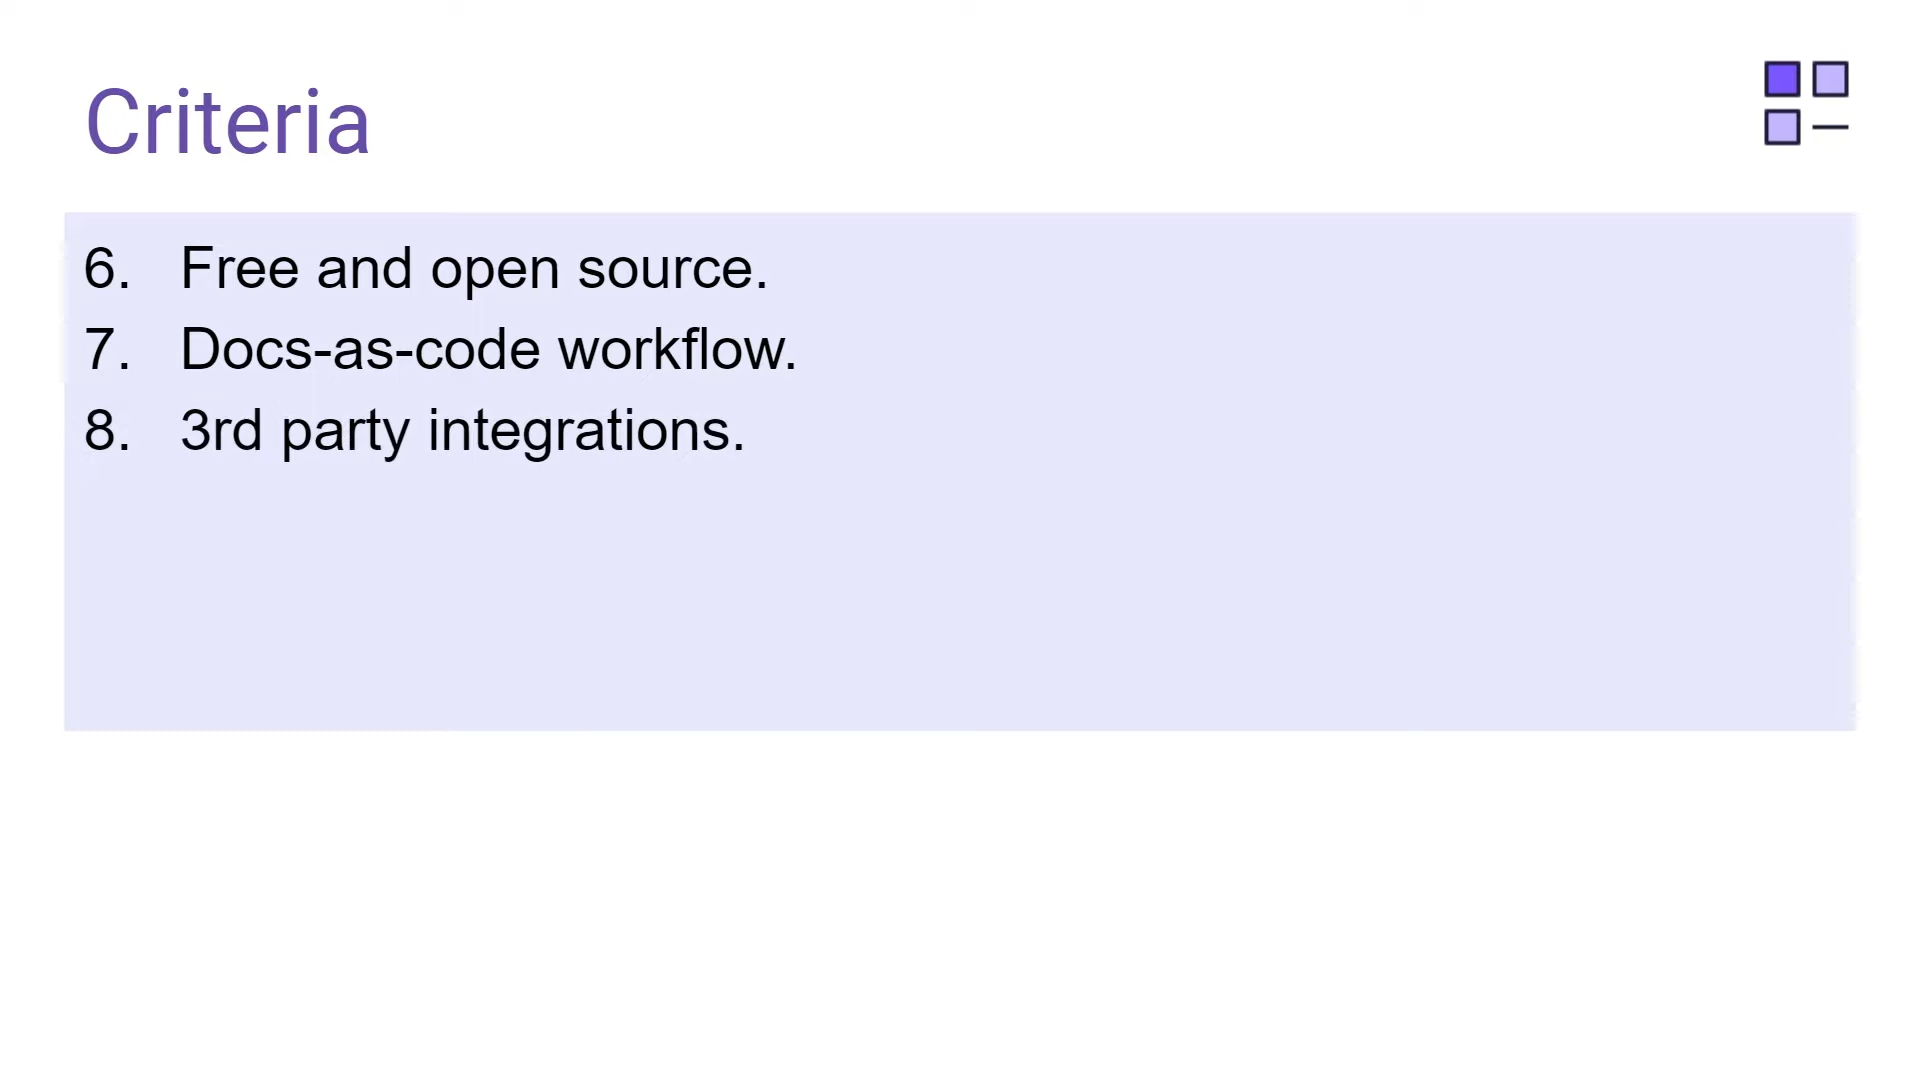 Criteria
6. Free and open source.
7. Docs-as-code workflow.
8. 3rd party integrations.